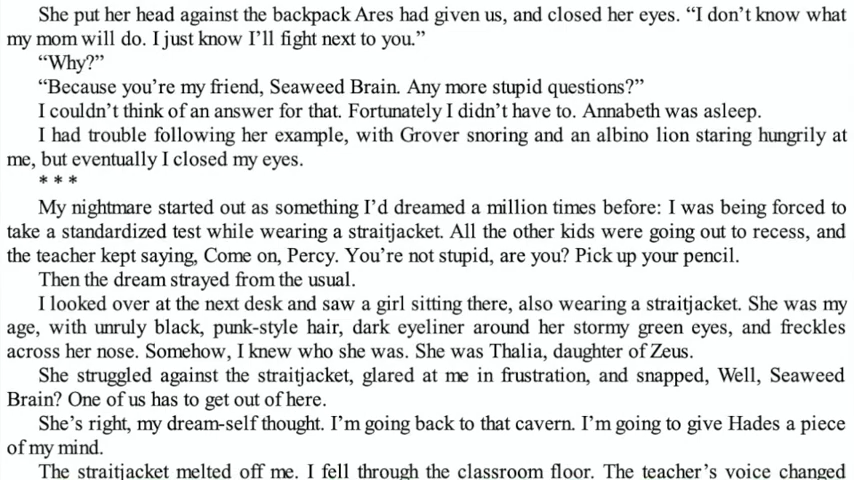 She put her head against the backpack Ares had given us, and closed her eyes. “I don’t know what
my mom will do. I just know I’ll fight next to you.”
“Why?”
“Because you’re my friend, Seaweed Brain. Any more stupid questions?”
I couldn’t think of an answer for that. Fortunately I didn’t have to. Annabeth was asleep.
I had trouble following her example, with Grover snoring and an albino lion staring hungrily at
me, but eventually I closed my eyes.
* * *
My nightmare started out as something I’d dreamed a million times before: I was being forced to
take a standardized test while wearing a straitjacket. All the other kids were going out to recess, and
the teacher kept saying, Come on, Percy. You’re not stupid, are you? Pick up your pencil.
Then the dream strayed from the usual.
I looked over at the next desk and saw a girl sitting there, also wearing a straitjacket. She was my
age, with unruly black, punk-style hair, dark eyeliner around her stormy green eyes, and freckles
across her nose. Somehow, I knew who she was. She was Thalia, daughter of Zeus.
She struggled against the straitjacket, glared at me in frustration, and snapped, Well, Seaweed
Brain? One of us has to get out of here.
She’s right, my dream-self thought. I’m going back to that cavern. I’m going to give Hades a piece
of my mind.
The straitjacket melted off me. I fell through the classroom floor. The teacher’s voice changed